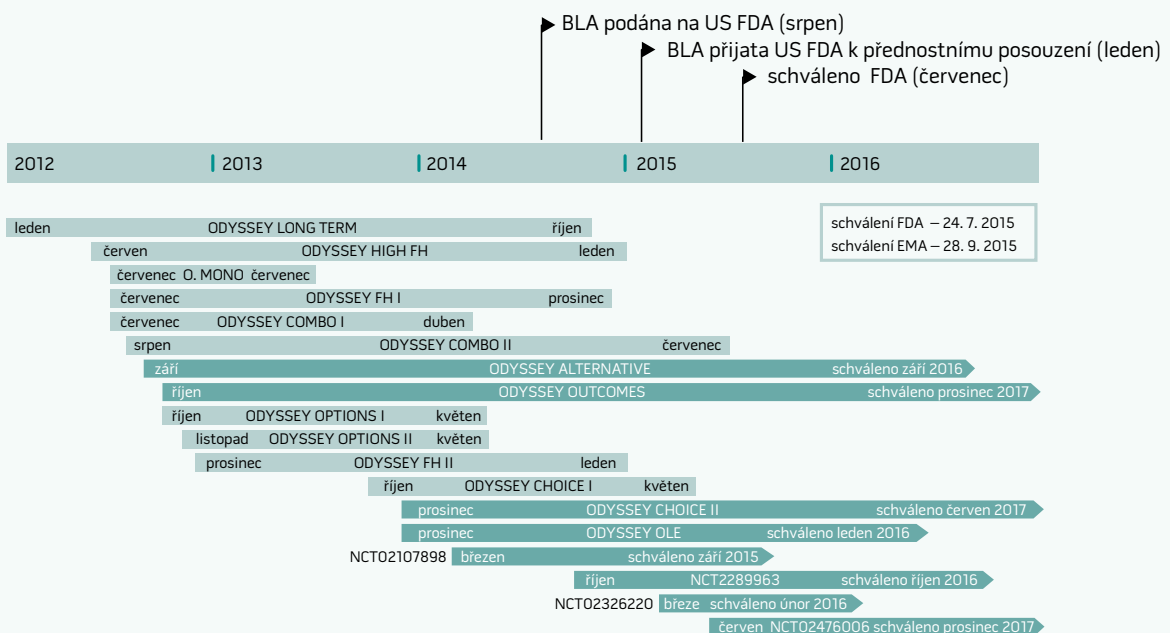 BLA podána na US FDA (srpen)
BLA přijata US FDA k přednostnímu posouzení (leden)
schváleno FDA (červenec)
2012 2013 2014 2015 2016
schválení FDA – 24. 7. 2015
schválení EMA – 28. 9. 2015
leden ODYSSEY LONG TERM říjen
červen ODYSSEY HIGH FH leden
červenec O. MONO červenec
červenec ODYSSEY FH I prosinec
červenec ODYSSEY COMBO I duben
srpen ODYSSEY COMBO II červenec
září ODYSSEY ALTERNATIVE schváleno září 2016
říjen ODYSSEY OUTCOMES schváleno prosinec 2017
říjen ODYSSEY OPTIONS I květen
listopad ODYSSEY OPTIONS II květen
prosinec ODYSSEY FH II leden
říjen ODYSSEY CHOICE I květen
prosinec ODYSSEY CHOICE II schváleno červen 2017
prosinec ODYSSEY OLE schváleno leden 2016
NCT02107898 březen schváleno září 2015
říjen NCT2289963 schváleno říjen 2016
NCT02326220 březe schváleno únor 2016
červen NCT02476006 schváleno prosinec 2017